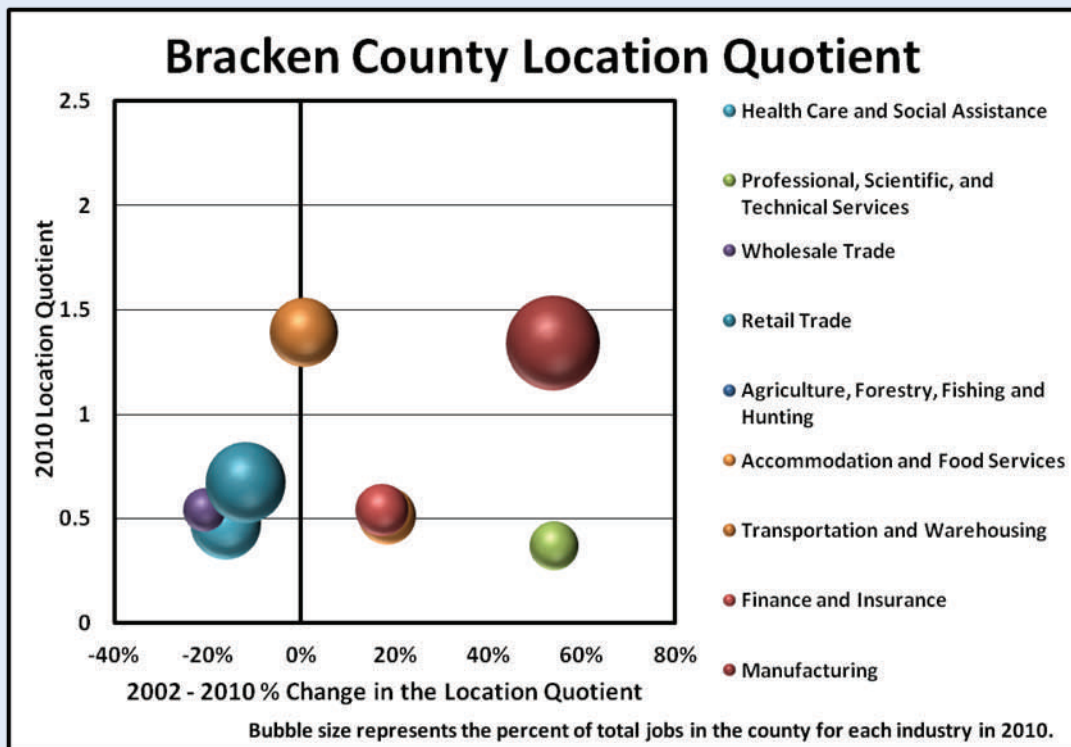 Bracken County Location Quotient
2.5
2
1.5
1
0.5
0
2010 Location Quotient
-40%
-20%
0%
20%
40%
60%
80%
2002 - 2010 % Change in the Location Quotient
Health Care and Social Assistance
Professional, Scientific, and
Technical Services
Wholesale Trade
Retail Trade
Agriculture, Forestry, Fishing and
Hunting
Accommodation and Food Services
Transportation and Warehousing
Finance and Insurance
Manufacturing
Bubble size represents the percent of total jobs in the county for each industry in 2010.